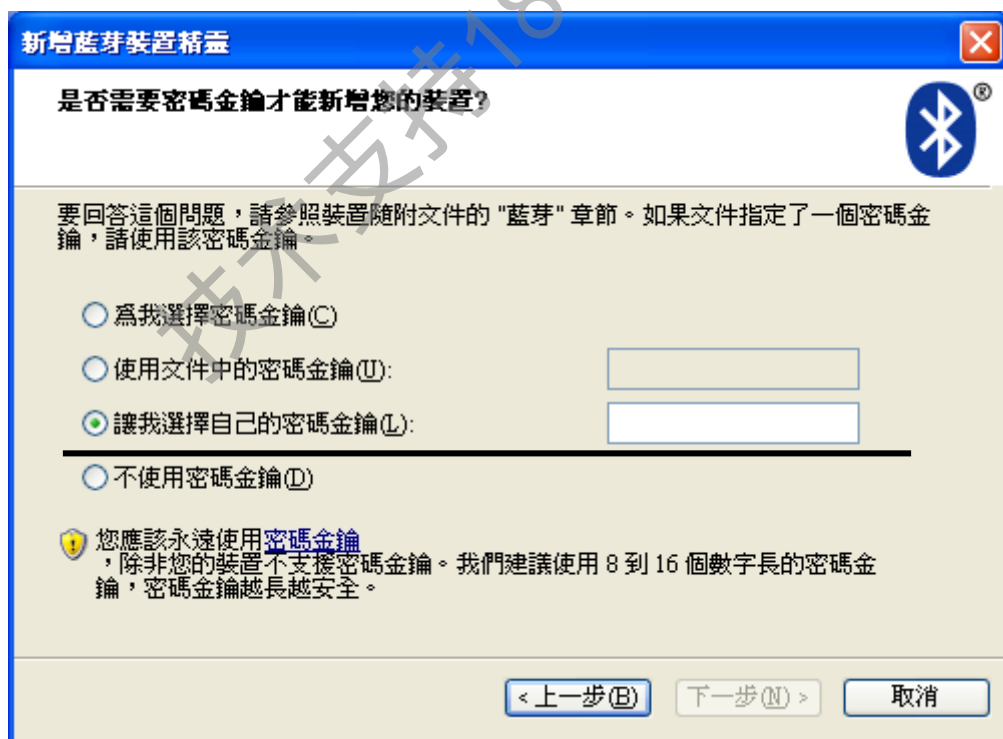 新增藍芽裝置精靈
是否需要密碼金鑰才能新增您的裝置?
®
要回答這個問題，請參照裝置隨附文件的 "藍芽" 章節。如果文件指定了一個密碼金
鑰，請使用該密碼金鑰。
為我選擇密碼金鑰(C)
使用文件中的密碼金鑰(U):
讓我選擇自己的密碼金鑰(L):
不使用密碼金鑰(D)
您應該永遠使用密碼金鑰
，除非您的裝置不支援密碼金鑰。我們建議使用 8 到 16 個數字長的密碼金
鑰，密碼金鑰越長越安全。
<上一步(B)
下一步(N) >
取消
技术支持18